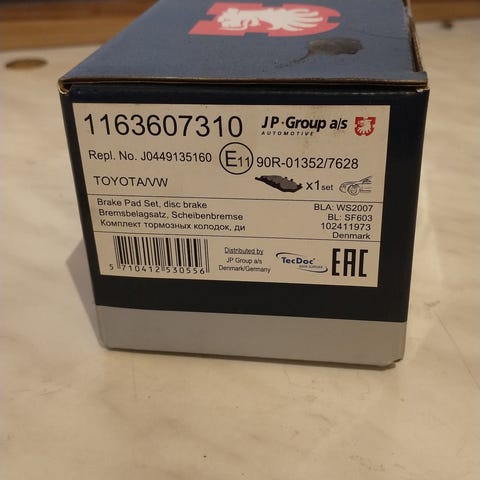 1163607310
JP·Group a/s
AUTOMOTIVE
Repl. No. J0449135160
E11 90R-01352/7628
TOYOTA/VW
x1set
Brake Pad Set, disc brake
Bremsbelagsatz, Scheibenbremse
Комплект тормозных колодок, ди
BLA: WS2007
BL: SF603
102411973
Denmark
5 710412 530556
Distributed by
JP Group a/s
Denmark/Germany
TecDoc
DATA SUPPLIER
EAC